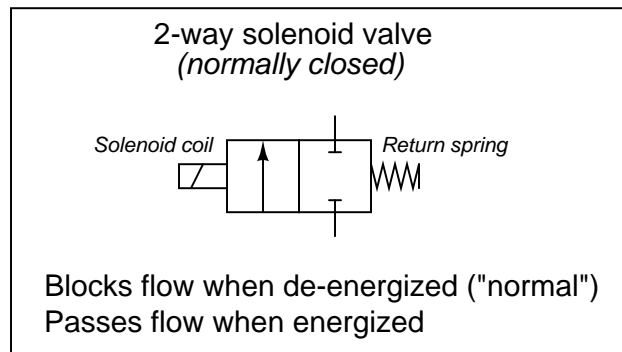 2-way solenoid valve
(normally closed)
Solenoid coil
Return spring
Blocks flow when de-energized ("normal")
Passes flow when energized